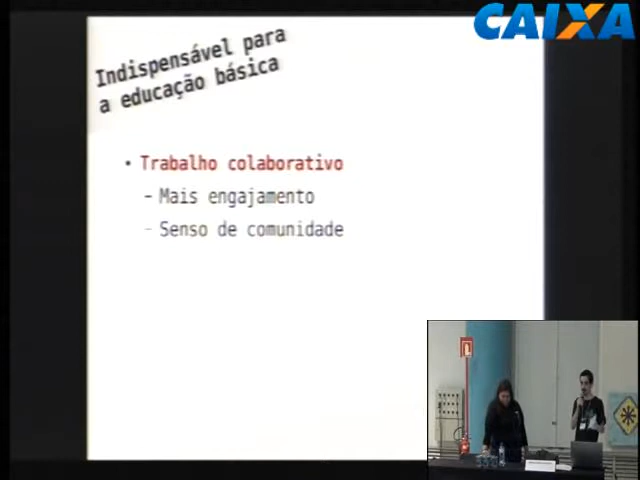 CAIXA
Indispensável para
a educação básica
• Trabalho colaborativo
- Mais engajamento
- Senso de comunidade